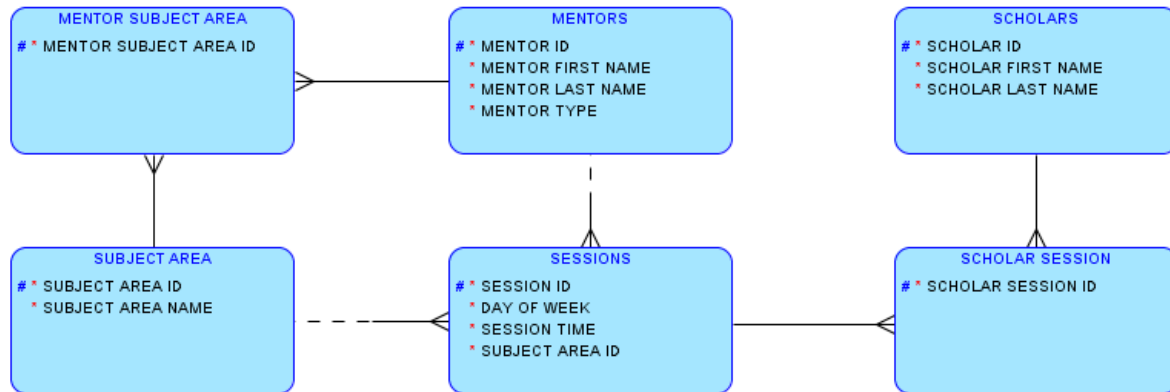 MENTOR SUBJECT AREA
# * MENTOR SUBJECT AREA ID
MENTORS
# * MENTOR ID
* MENTOR FIRST NAME
* MENTOR LAST NAME
* MENTOR TYPE
SCHOLARS
# * SCHOLAR ID
* SCHOLAR FIRST NAME
* SCHOLAR LAST NAME
SUBJECT AREA
# * SUBJECT AREA ID
* SUBJECT AREA NAME
SESSIONS
# * SESSION ID
* DAY OF WEEK
* SESSION TIME
* SUBJECT AREA ID
SCHOLAR SESSION
# * SCHOLAR SESSION ID